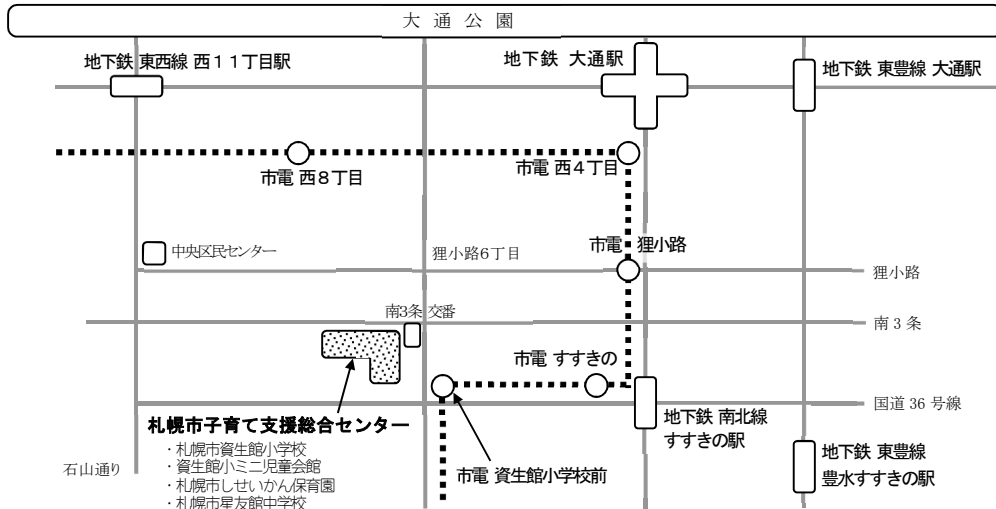 大通公園
地下鉄 東西線 西１１丁目駅
地下鉄 大通駅
地下鉄 東豊線 大通駅
市電 西８丁目
市電 西４丁目
中央区民センター
狸小路６丁目
市電 狸小路
狸小路
南３条 交番
南３条
市電 すすきの
札幌市子育て支援総合センター
・札幌市資生館小学校
・資生館小ミニ児童会館
・札幌市しせいかん保育園
・札幌市星友館中学校
石山通り
市電 資生館小学校前
地下鉄 南北線
すすきの駅
国道 36 号線
地下鉄 東豊線
豊水すすきの駅